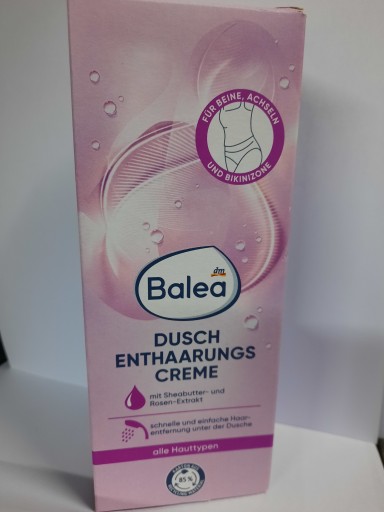 FÜR BEINE, ACHSELN
UND BIKINIZONE
dm
Balea
DUSCH
ENTHAARUNGS
CREME
mit Sheabutter- und
Rosen-Extrakt
schnelle und einfache Haar-
entfernung unter der Dusche
alle Hauttypen
85%